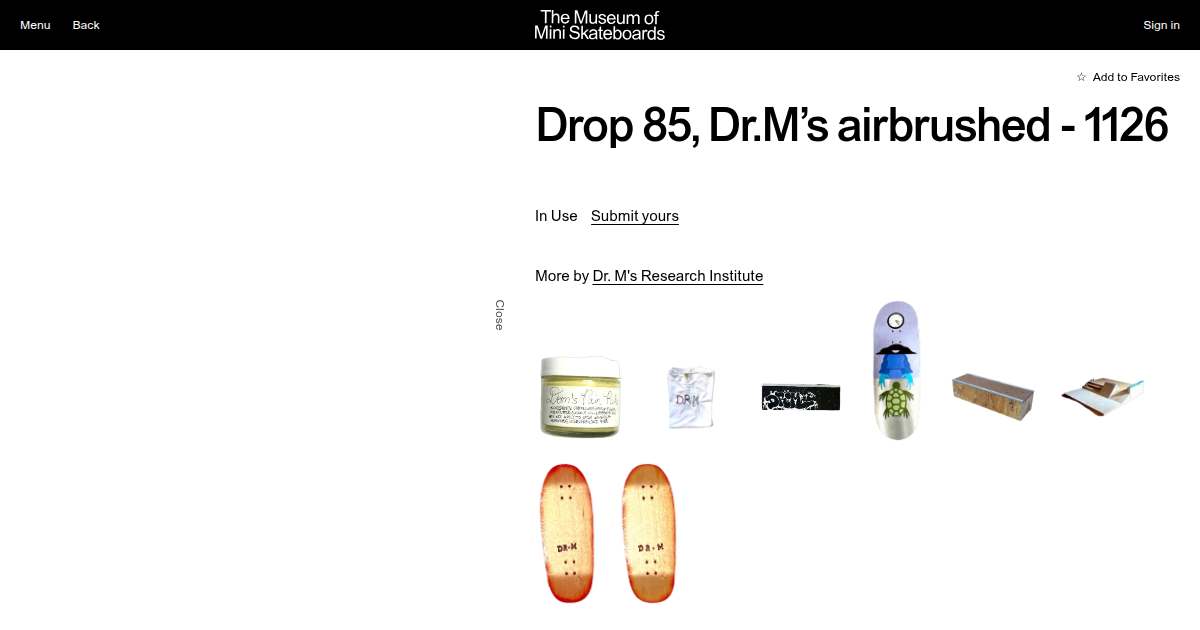 Menu
Back
The Museum of
Mini Skateboards
Sign in
☆ Add to Favorites
Drop 85, Dr.M’s airbrushed - 1126
In Use
Submit yours
More by Dr. M's Research Institute
Close
DR M
DR-M
DR-M